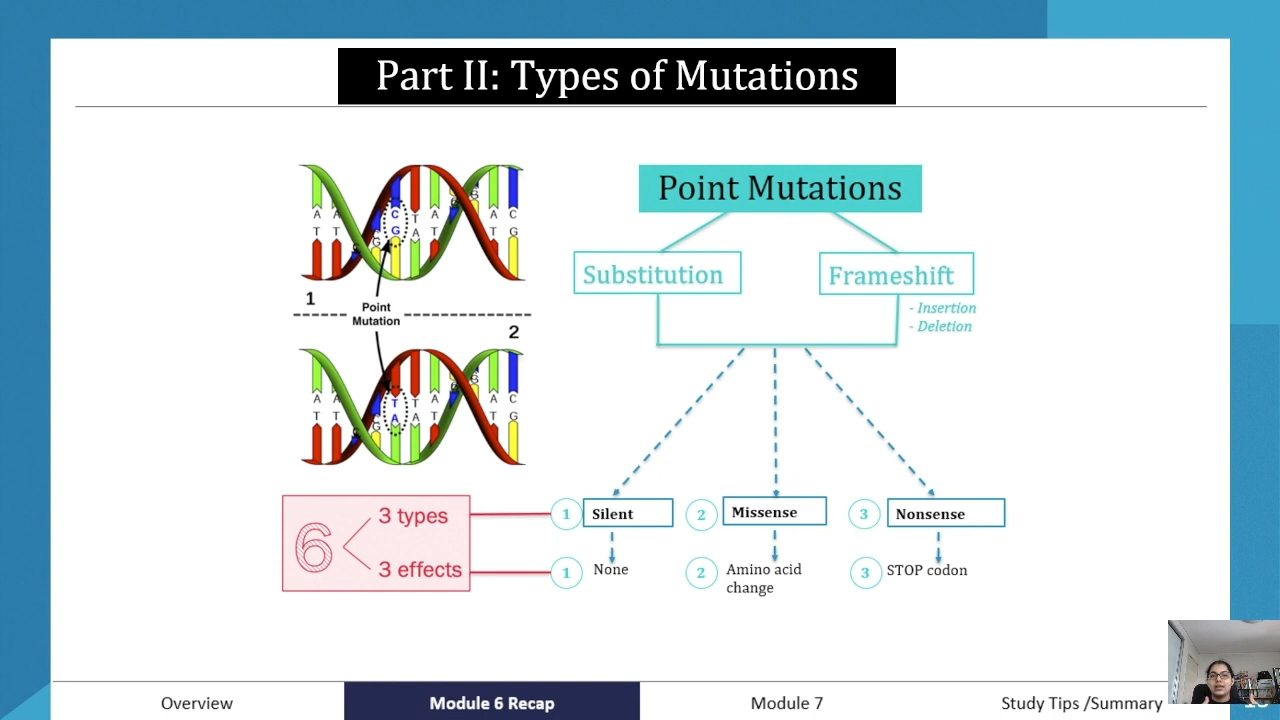 Part II: Types of Mutations
Point Mutations
Substitution
Frameshift
- Insertion
- Deletion
A A C T A A C
T T G G A T T G
1
Point
Mutation
2
A A T T A A C
T T G A A T T G
6
3 types
3 effects
1 Silent
2 Missense
3 Nonsense
1 None
2 Amino acid
change
3 STOP codon
Overview
Module 6 Recap
Module 7
Study Tips /Summary